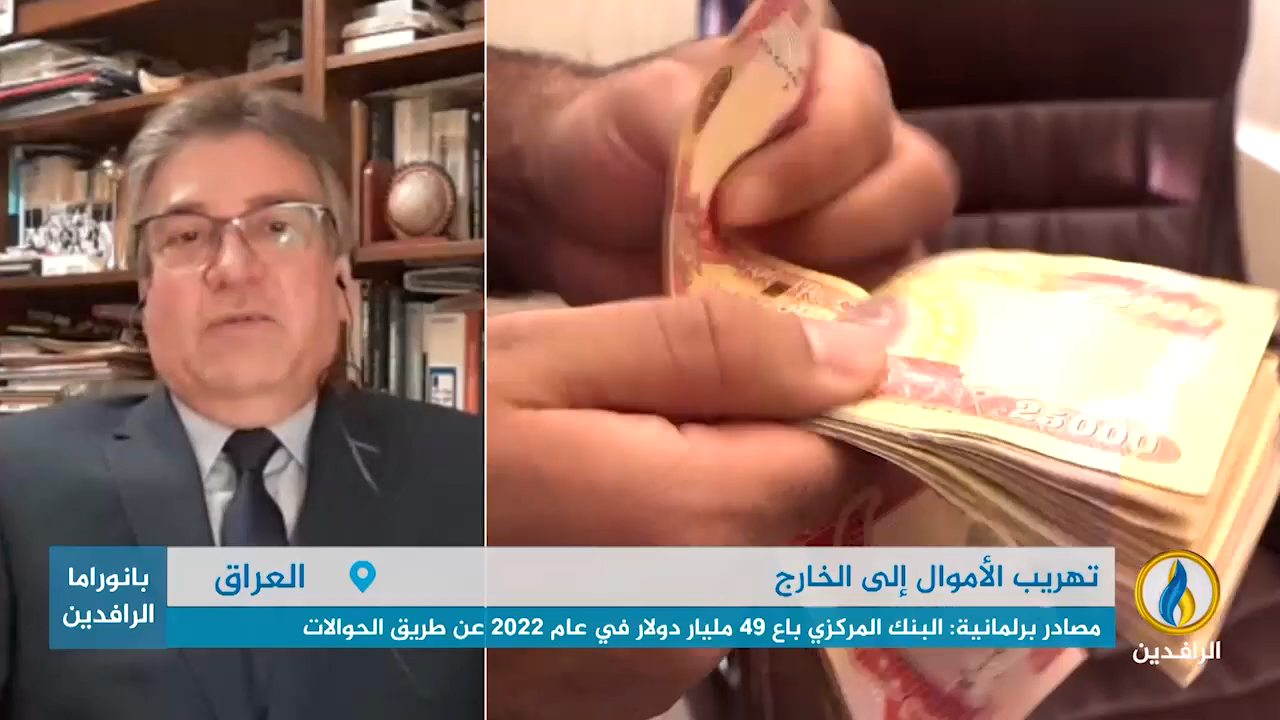 25000
تهريب الأموال إلى الخارج
العراق
مصادر برلمانية: البنك المركزي باع 49 مليار دولار في عام 2022 عن طريق الحوالات
بانوراما
الرافدين
الرافدين